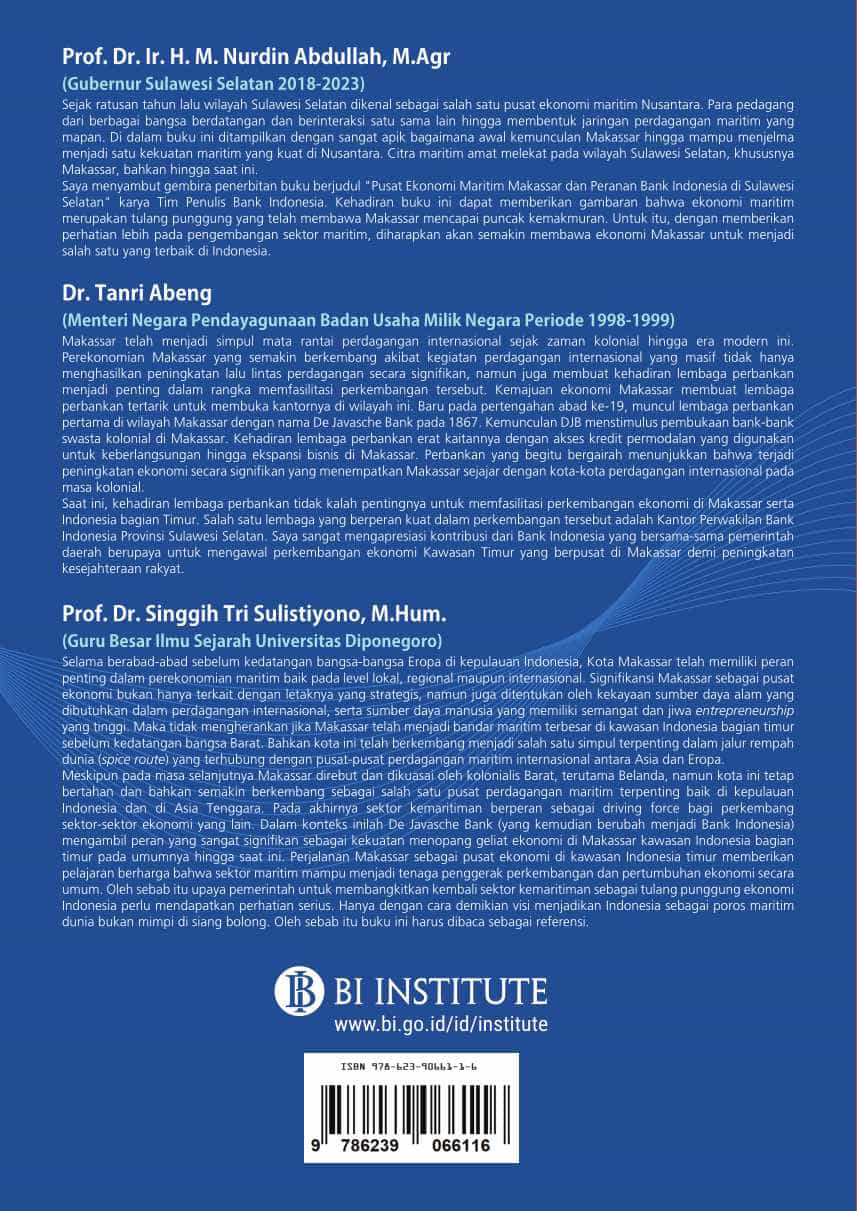 Prof. Dr. Ir. H. M. Nurdin Abdullah, M.Agr
(Gubernur Sulawesi Selatan 2018-2023)
Sejak ratusan tahun lalu wilayah Sulawesi Selatan dikenal sebagai salah satu pusat ekonomi maritim Nusantara. Para pedagang
dari berbagai bangsa berdatangan dan berinteraksi satu sama lain hingga membentuk jaringan perdagangan maritim yang
mapan. Di dalam buku ini ditampilkan dengan sangat apik bagaimana awal kemunculan Makassar hingga mampu menjelma
menjadi satu kekuatan maritim yang kuat di Nusantara. Citra maritim amat melekat pada wilayah Sulawesi Selatan, khususnya
Makassar, bahkan hingga saat ini.
Saya menyambut gembira penerbitan buku berjudul "Pusat Ekonomi Maritim Makassar dan Peranan Bank Indonesia di Sulawesi
Selatan" karya Tim Penulis Bank Indonesia. Kehadiran buku ini dapat memberikan gambaran bahwa ekonomi maritim
merupakan tulang punggung yang telah membawa Makassar mencapai puncak kemakmuran. Untuk itu, dengan memberikan
perhatian lebih pada pengembangan sektor maritim, diharapkan akan semakin membawa ekonomi Makassar untuk menjadi
salah satu yang terbaik di Indonesia.
Dr. Tanri Abeng
(Menteri Negara Pendayagunaan Badan Usaha Milik Negara Periode 1998-1999)
Makassar telah menjadi simpul mata rantai perdagangan internasional sejak zaman kolonial hingga era modern ini.
Perekonomian Makassar yang semakin berkembang akibat kegiatan perdagangan internasional yang masif tidak hanya
menghasilkan peningkatan lalu lintas perdagangan secara signifikan, namun juga membuat kehadiran lembaga perbankan
menjadi penting dalam rangka memfasilitasi perkembangan tersebut. Kemajuan ekonomi Makassar membuat lembaga
perbankan tertarik untuk membuka kantornya di wilayah ini. Baru pada pertengahan abad ke-19, muncul lembaga perbankan
pertama di wilayah Makassar dengan nama De Javasche Bank pada 1867. Kemunculan DJB menstimulus pembukaan bank-bank
swasta kolonial di Makassar. Kehadiran lembaga perbankan erat kaitannya dengan akses kredit permodalan yang digunakan
untuk keberlangsungan hingga ekspansi bisnis di Makassar. Perbankan yang begitu bergairah menunjukkan bahwa terjadi
peningkatan ekonomi secara signifikan yang menempatkan Makassar sejajar dengan kota-kota perdagangan internasional pada
masa kolonial.
Saat ini, kehadiran lembaga perbankan tidak kalah pentingnya untuk memfasilitasi perkembangan ekonomi di Makassar serta
Indonesia bagian Timur. Salah satu lembaga yang berperan kuat dalam perkembangan tersebut adalah Kantor Perwakilan Bank
Indonesia Provinsi Sulawesi Selatan. Saya sangat mengapresiasi kontribusi dari Bank Indonesia yang bersama-sama pemerintah
daerah berupaya untuk mengawal perkembangan ekonomi Kawasan Timur yang berpusat di Makassar demi peningkatan
kesejahteraan rakyat.
Prof. Dr. Singgih Tri Sulistiyono, M.Hum.
(Guru Besar Ilmu Sejarah Universitas Diponegoro)
Selama berabad-abad sebelum kedatangan bangsa-bangsa Eropa di kepulauan Indonesia, Kota Makassar telah memiliki peran
penting dalam perekonomian maritim baik pada level lokal, regional maupun internasional. Signifikansi Makassar sebagai pusat
ekonomi bukan hanya terkait dengan letaknya yang strategis, namun juga ditentukan oleh kekayaan sumber daya alam yang
dibutuhkan dalam perdagangan internasional, serta sumber daya manusia yang memiliki semangat dan jiwa entrepreneurship
yang tinggi. Maka tidak mengherankan jika Makassar telah menjadi bandar maritim terbesar di kawasan Indonesia bagian timur
sebelum kedatangan bangsa Barat. Bahkan kota ini telah berkembang menjadi salah satu simpul terpenting dalam jalur rempah
dunia (spice route) yang terhubung dengan pusat-pusat perdagangan maritim internasional antara Asia dan Eropa.
Meskipun pada masa selanjutnya Makassar direbut dan dikuasai oleh kolonialis Barat, terutama Belanda, namun kota ini tetap
bertahan dan bahkan semakin berkembang sebagai salah satu pusat perdagangan maritim terpenting baik di kepulauan
Indonesia dan di Asia Tenggara. Pada akhirnya sektor kemaritiman berperan sebagai driving force bagi perkembang
sektor-sektor ekonomi yang lain. Dalam konteks inilah De Javasche Bank (yang kemudian berubah menjadi Bank Indonesia)
mengambil peran yang sangat signifikan sebagai kekuatan menopang geliat ekonomi di Makassar kawasan Indonesia bagian
timur pada umumnya hingga saat ini. Perjalanan Makassar sebagai pusat ekonomi di kawasan Indonesia timur memberikan
pelajaran berharga bahwa sektor maritim mampu menjadi tenaga penggerak perkembangan dan pertumbuhan ekonomi secara
umum. Oleh sebab itu upaya pemerintah untuk membangkitkan kembali sektor kemaritiman sebagai tulang punggung ekonomi
Indonesia perlu mendapatkan perhatian serius. Hanya dengan cara demikian visi menjadikan Indonesia sebagai poros maritim
dunia bukan mimpi di siang bolong. Oleh sebab itu buku ini harus dibaca sebagai referensi.
BI INSTITUTE
www.bi.go.id/id/institute
ISBN 978-623-90661-1-6
9 786239 066116